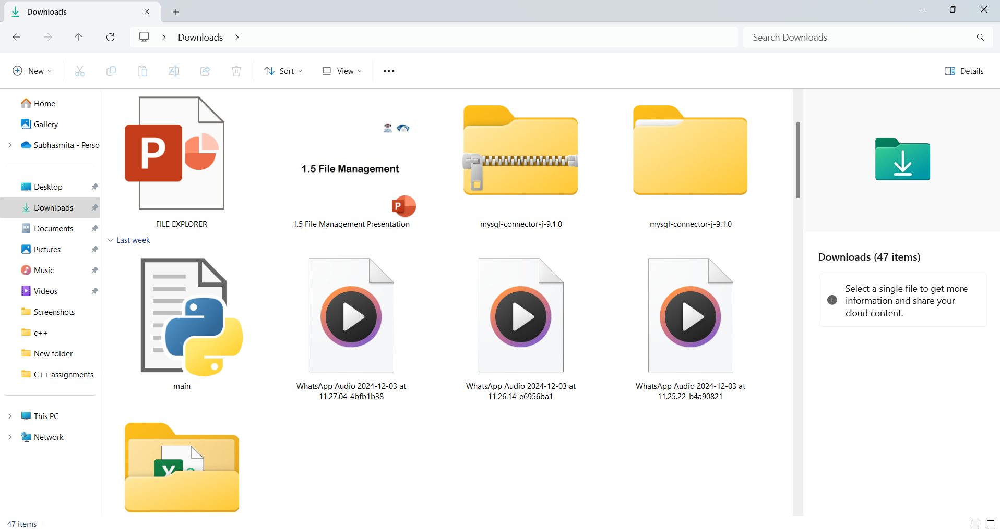 Downloads
Downloads
Search Downloads
New
Sort
View
Details
Home
Gallery
Subhasmita - Perso
Desktop
Downloads
Documents
Pictures
Music
Videos
Screenshots
c++
New folder
C++ assignments
This PC
Network
P
FILE EXPLORER
1.5 File Management
P
1.5 File Management Presentation
mysql-connector-j-9.1.0
mysql-connector-j-9.1.0
Last week
main
WhatsApp Audio 2024-12-03 at
11.27.04_4bfb1b38
WhatsApp Audio 2024-12-03 at
11.26.14_e6956ba1
WhatsApp Audio 2024-12-03 at
11.25.22_b4a90821
X a
Downloads (47 items)
Select a single file to get more
information and share your
cloud content.
47 items